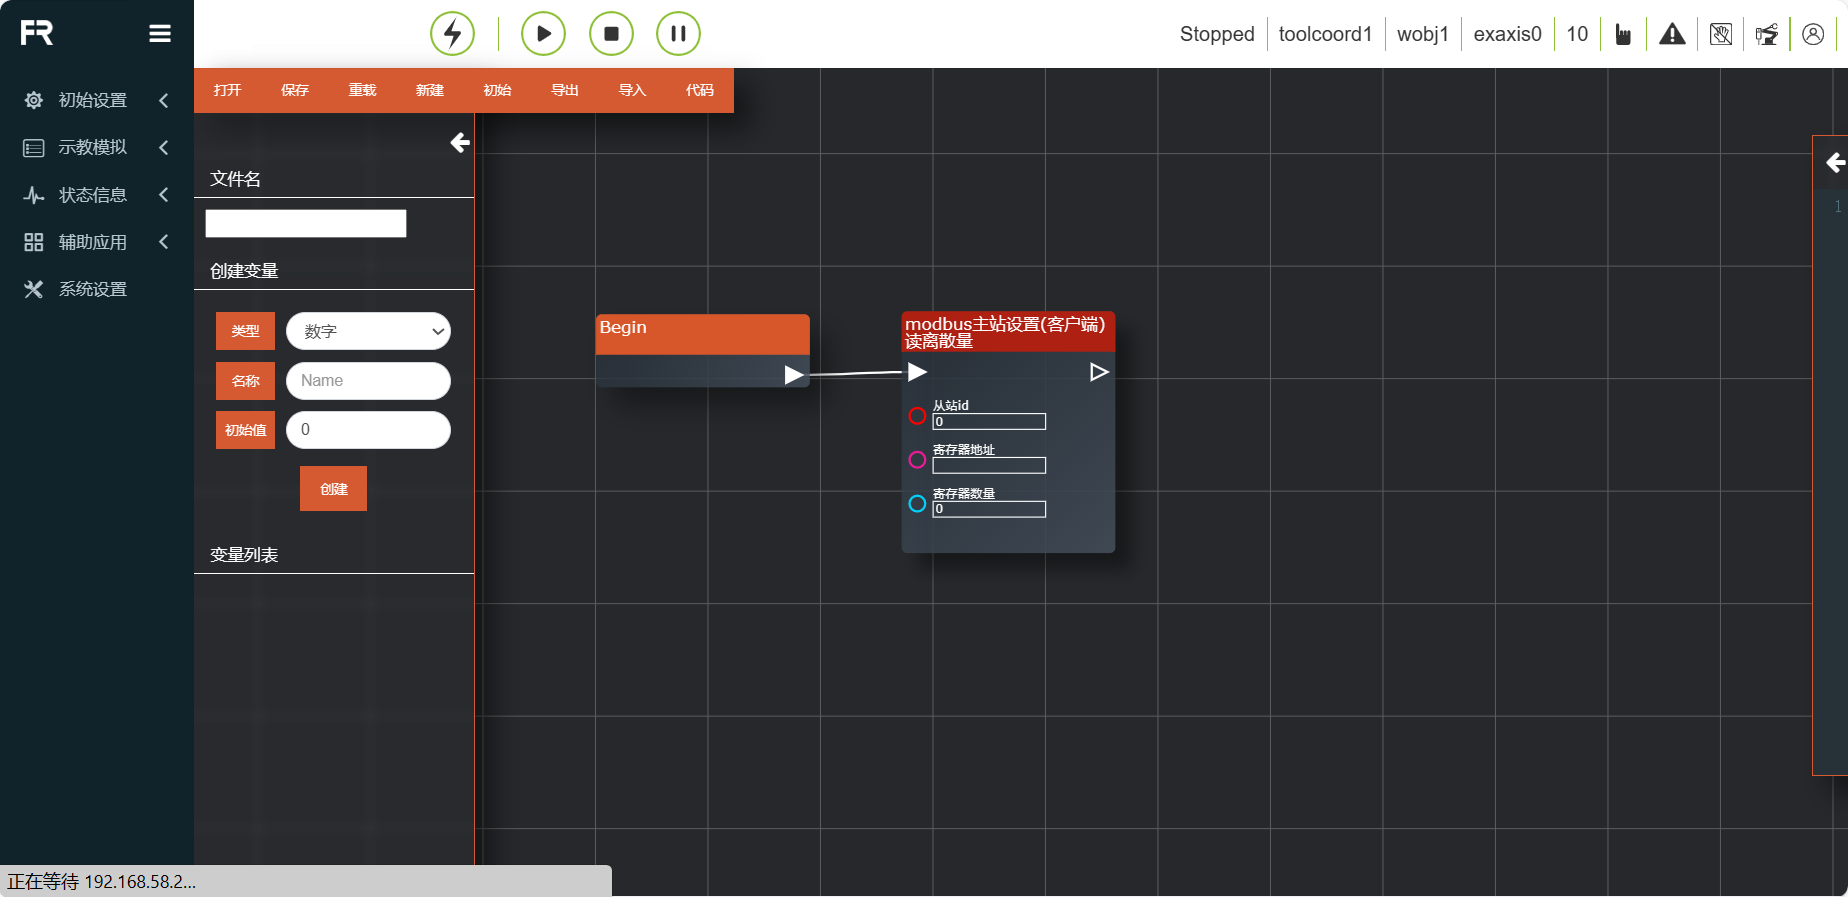 FR
Stopped
toolcoord1
wobj1
exaxis0
10
初始设置
示教模拟
状态信息
辅助应用
系统设置
打开
保存
重载
新建
初始
导出
导入
代码
文件名
创建变量
类型
数字
名称
Name
初始值
0
创建
变量列表
Begin
modbus主站设置(客户端)
读离散量
从站id
0
寄存器地址
寄存器数量
0
1
正在等待 192.168.58.2...